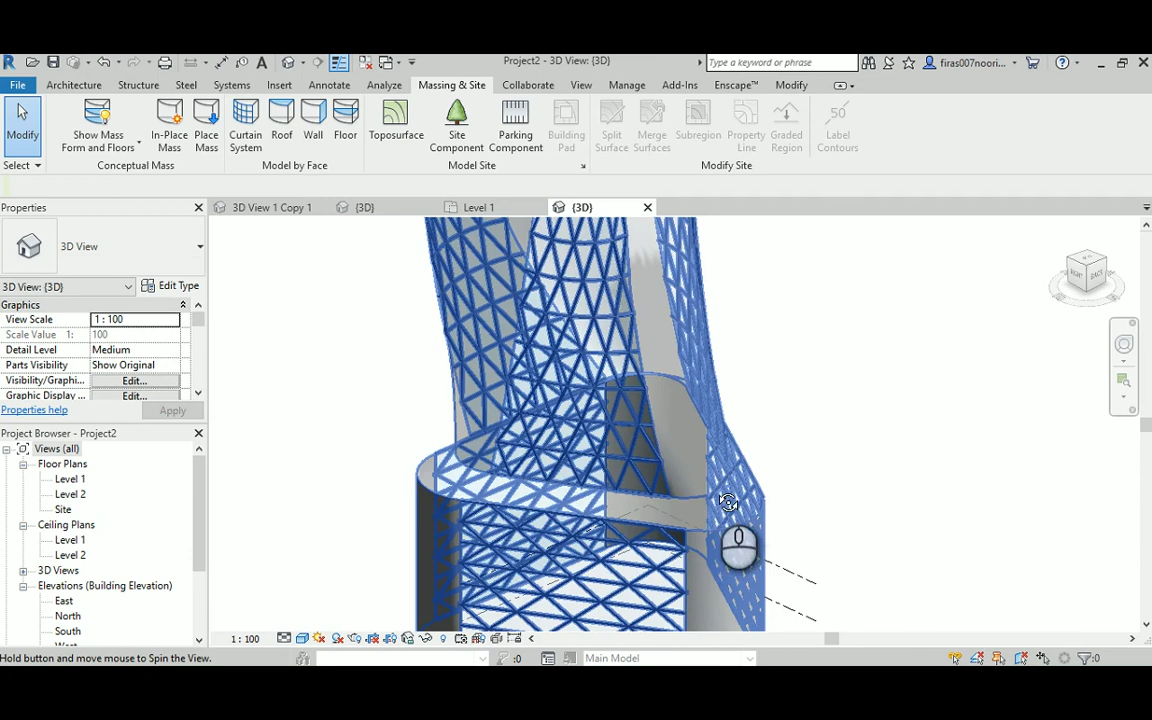 Project2 - 3D View: {3D}
Type a keyword or phrase
firas007noori...
File
Architecture
Structure
Steel
Systems
Insert
Annotate
Analyze
Massing & Site
Collaborate
View
Manage
Add-Ins
Enscape™
Modify
Modify
Show Mass
Form and Floors
In-Place
Mass
Place
Mass
Curtain
System
Roof
Wall
Floor
Toposurface
Site
Component
Parking
Component
Building
Pad
Split
Surface
Merge
Surfaces
Subregion
Property
Line
Graded
Region
50
Label
Contours
Select
Conceptual Mass
Model by Face
Model Site
Modify Site
Properties
3D View 1 Copy 1
{3D}
Level 1
{3D}
3D View
3D View: {3D}
Edit Type
Graphics
View Scale
1 : 100
Scale Value 1:
100
Detail Level
Medium
Parts Visibility
Show Original
Visibility/Graphi...
Edit...
Graphic Display ...
Edit...
Properties help
Apply
Project Browser - Project2
Views (all)
Floor Plans
Level 1
Level 2
Site
Ceiling Plans
Level 1
Level 2
3D Views
Elevations (Building Elevation)
East
North
South
1 : 100
Hold button and move mouse to Spin the View.
:0
Main Model
:0